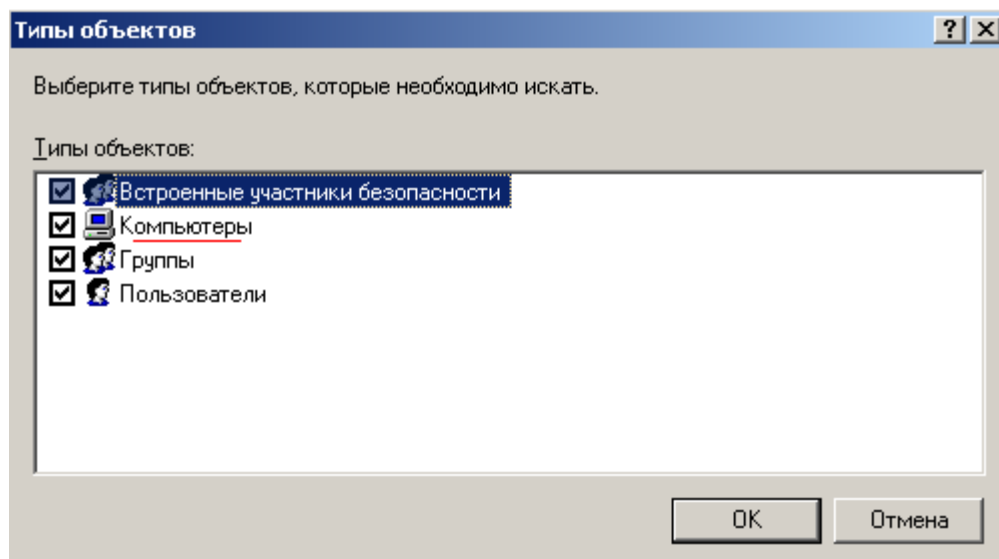 Типы объектов
Выберите типы объектов, которые необходимо искать.
Типы объектов:
Встроенные участники безопасности
Компьютеры
Группы
Пользователи
OK Отмена